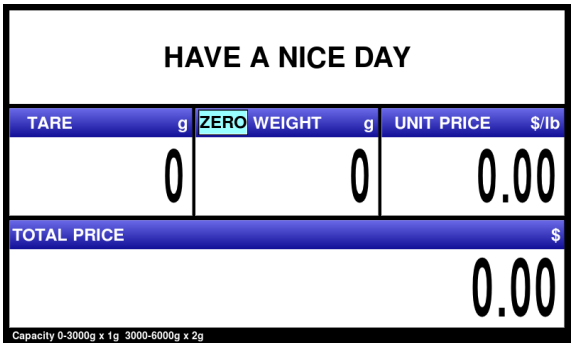 HAVE A NICE DAY
TARE g ZERO WEIGHT g UNIT PRICE $/lb
0 0 0.00
TOTAL PRICE $
0.00
Capacity 0-3000g x 1g 3000-6000g x 2g